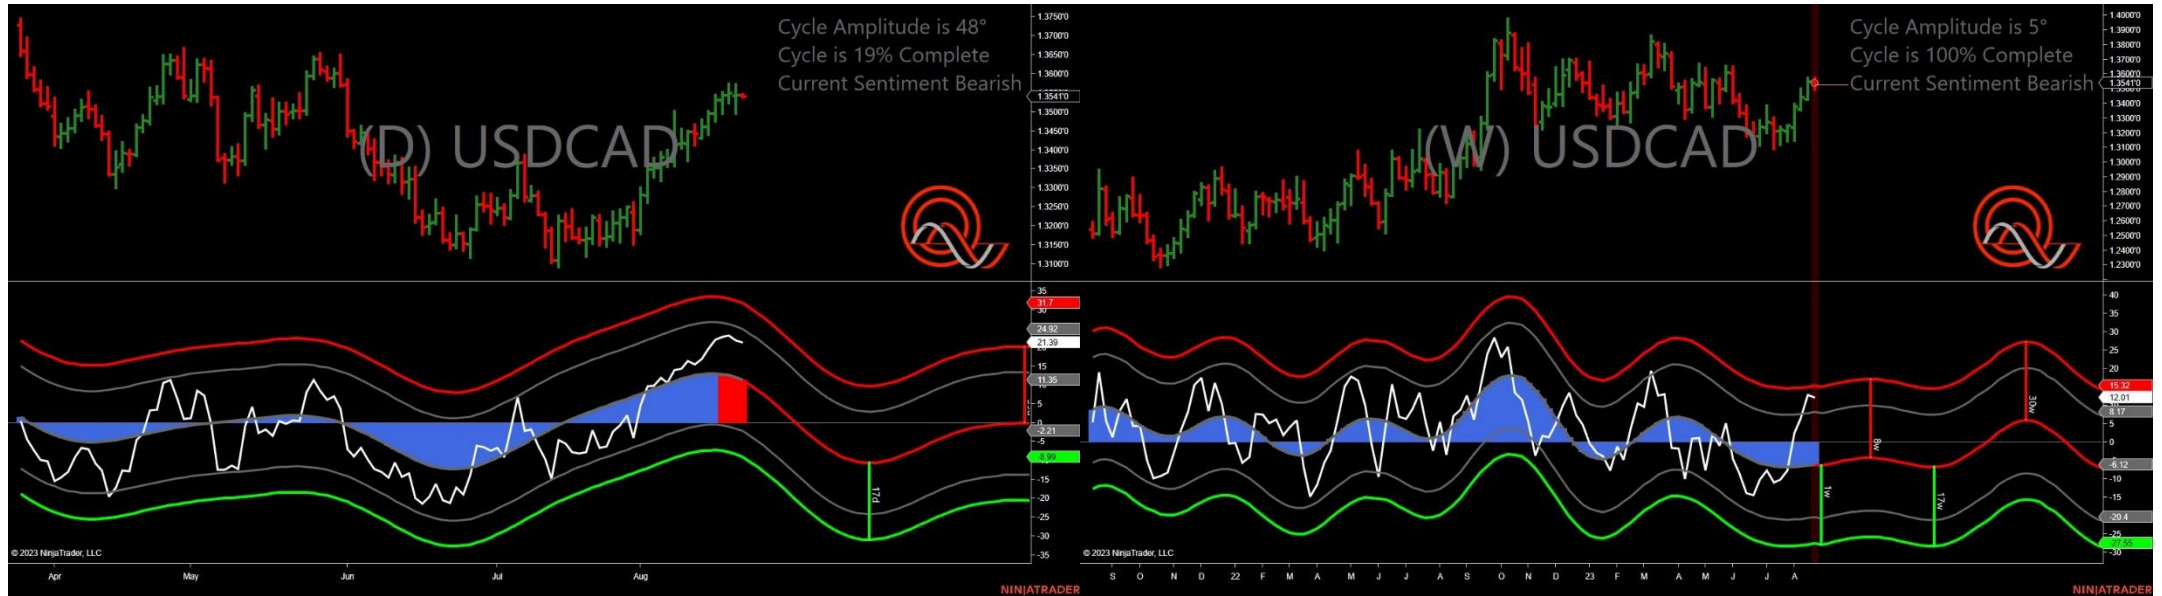 Cycle Amplitude is 48°
Cycle is 19% Complete
Current Sentiment Bearish
(D) USDCAD
1.3750'0
1.3700'0
1.3650'0
1.3600'0
1.3541'0
1.3500'0
1.3450'0
1.3400'0
1.3350'0
1.3300'0
1.3250'0
1.3200'0
1.3150'0
1.3100'0
35
31.7
30
24.92
21.39
15
11.35
5
0
-2.21
-5
-8.99
-15
-20
-25
-30
-35
17d
© 2023 NinjaTrader, LLC
Apr
May
Jun
Jul
Aug
NINJATRADER
Cycle Amplitude is 5°
Cycle is 100% Complete
Current Sentiment Bearish
(W) USDCAD
1.4000'0
1.3900'0
1.3800'0
1.3700'0
1.3600'0
1.3541'0
1.3400'0
1.3300'0
1.3200'0
1.3100'0
1.3000'0
1.2900'0
1.2800'0
1.2700'0
1.2600'0
1.2500'0
1.2400'0
1.2300'0
40
35
30
25
20
15.32
12.01
8.17
5
0
-6.12
-10
-15
-20.4
-25
-27.55
-30
1w
8w
17w
30w
© 2023 NinjaTrader, LLC
S O N D 22 F M A M J J A S O N D 23 F M A M J J A
NINJATRADER